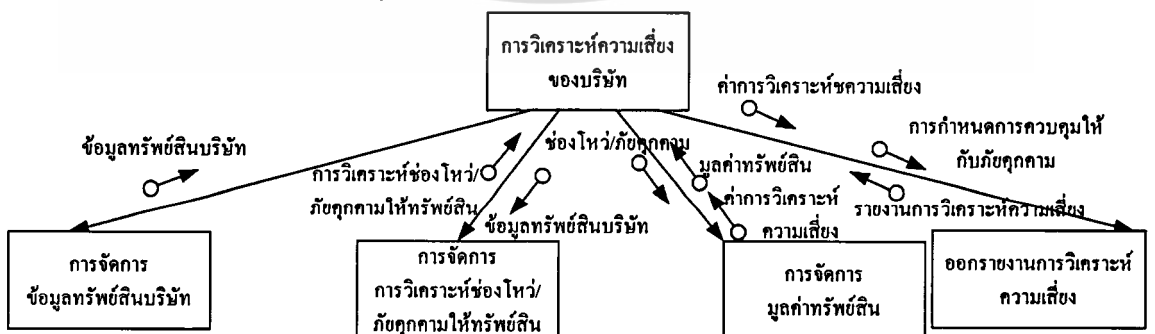 การวิเคราะห์ความเสี่ยง
ของบริษัท
ค่าการวิเคราะห์ชความเสี่ยง
ข้อมูลทรัพย์สินบริษัท
ช่องโหว่/ภัยคุกคาม
การกำหนดการควบคุมให้
กับภัยคุกคาม
การวิเคราะห์ช่องโหว่/
ภัยคุกคามให้ทรัพย์สิน
มูลค่าทรัพย์สิน
ค่าการวิเคราะห์
ความเสี่ยง
รายงานการวิเคราะห์ความเสี่ยง
ข้อมูลทรัพย์สินบริษัท
การจัดการ
ข้อมูลทรัพย์สินบริษัท
การจัดการ
การวิเคราะห์ช่องโหว่/
ภัยคุกคามให้ทรัพย์สิน
การจัดการ
มูลค่าทรัพย์สิน
ออกรายงานการวิเคราะห์
ความเสี่ยง